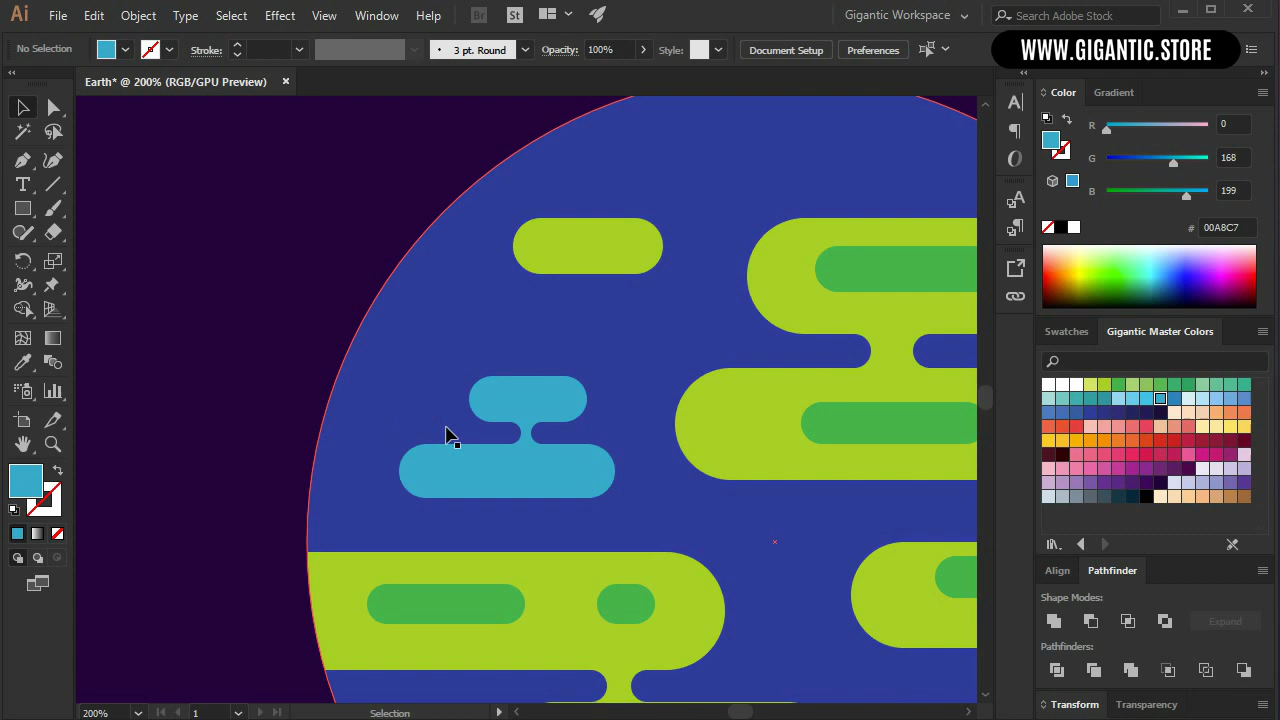 Ai File Edit Object Type Select Effect View Window Help Br St Gigantic Workspace Search Adobe Stock
No Selection Stroke: 3 pt. Round Opacity: 100% Style: Document Setup Preferences WWW.GIGANTIC.STORE
Earth* @ 200% (RGB/GPU Preview)
Color Gradient
R 0
G 168
B 199
# 00A8C7
Swatches Gigantic Master Colors
Align Pathfinder
Shape Modes:
Expand
Pathfinders:
Transform Transparency
200% 1 Selection